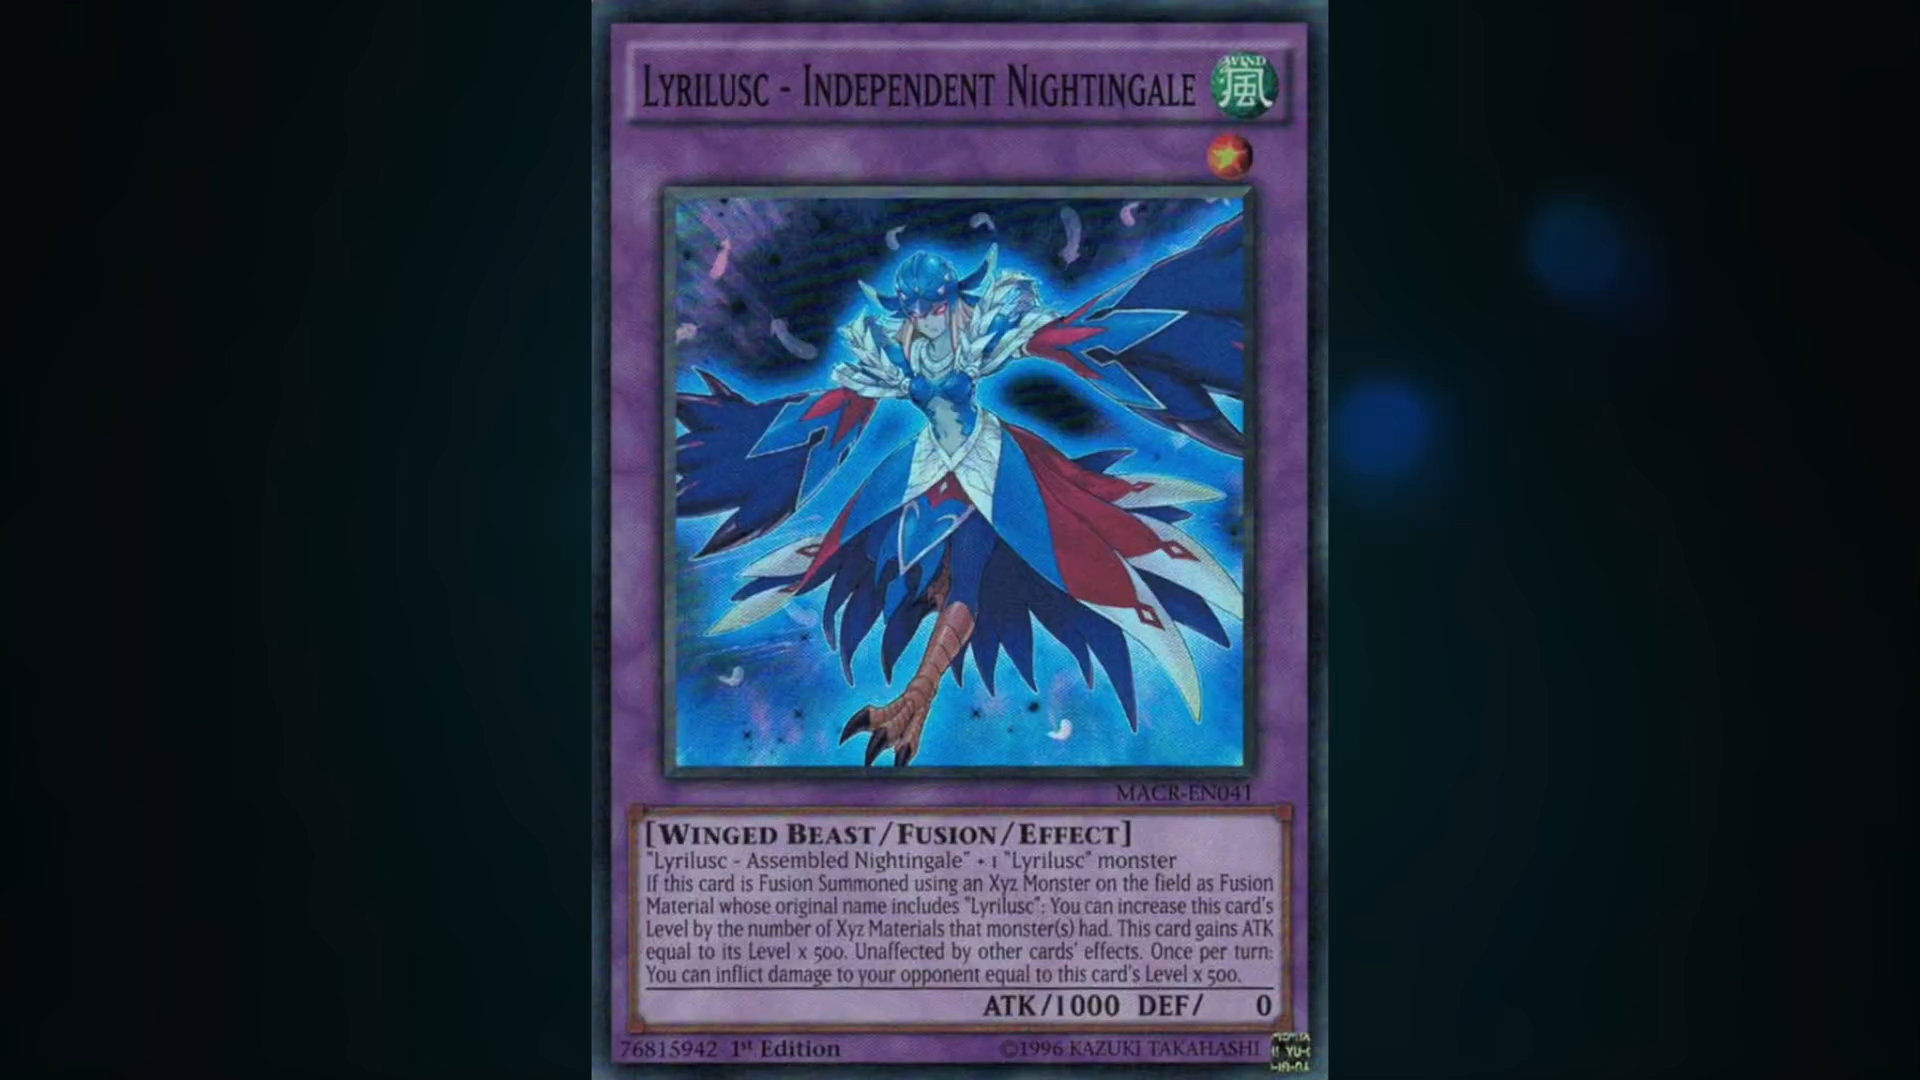 LYRILUSC - INDEPENDENT NIGHTINGALE
WIND
風
MACR-EN041
[WINGED BEAST/FUSION/EFFECT]
"Lyrilusc - Assembled Nightingale" + 1 "Lyrilusc" monster
If this card is Fusion Summoned using an Xyz Monster on the field as Fusion
Material whose original name includes "Lyrilusc": You can increase this card's
Level by the number of Xyz Materials that monster(s) had. This card gains ATK
equal to its Level x 500. Unaffected by other cards' effects. Once per turn:
You can inflict damage to your opponent equal to this card's Level x 500.
ATK/1000 DEF/ 0
76815942 1st Edition ©1996 KAZUKI TAKAHASHI